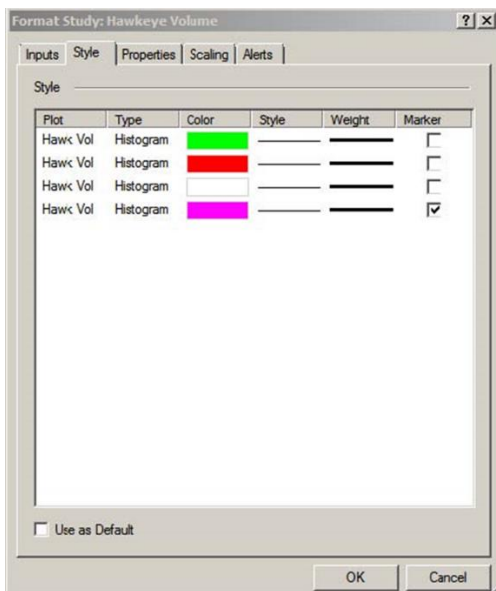 Format Study: Hawkeye Volume
Inputs Style Properties Scaling Alerts
Style
Plot Type Color Style Weight Marker
Hawk Vol Histogram
Hawk Vol Histogram
Hawk Vol Histogram
Hawk Vol Histogram
Use as Default
OK Cancel